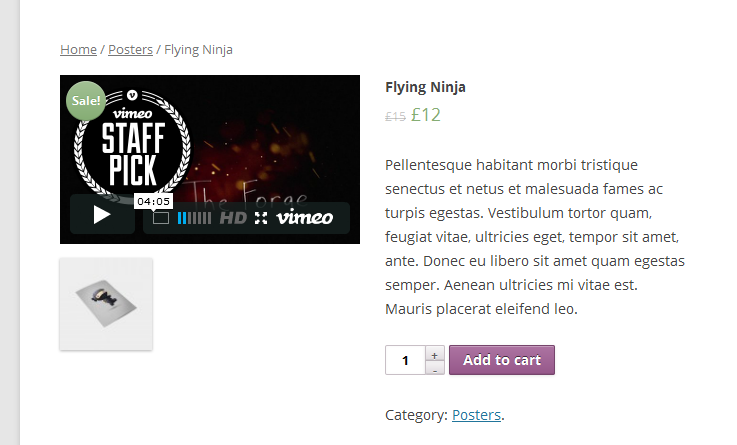 Home / Posters / Flying Ninja
Sale!
vimeo
STAFF
PICK
The Forge
04:05
HD
vimeo
Flying Ninja
£15 £12
Pellentesque habitant morbi tristique
senectus et netus et malesuada fames ac
turpis egestas. Vestibulum tortor quam,
feugiat vitae, ultricies eget, tempor sit amet,
ante. Donec eu libero sit amet quam egestas
semper. Aenean ultricies mi vitae est.
Mauris placerat eleifend leo.
1 + -
Add to cart
Category: Posters.